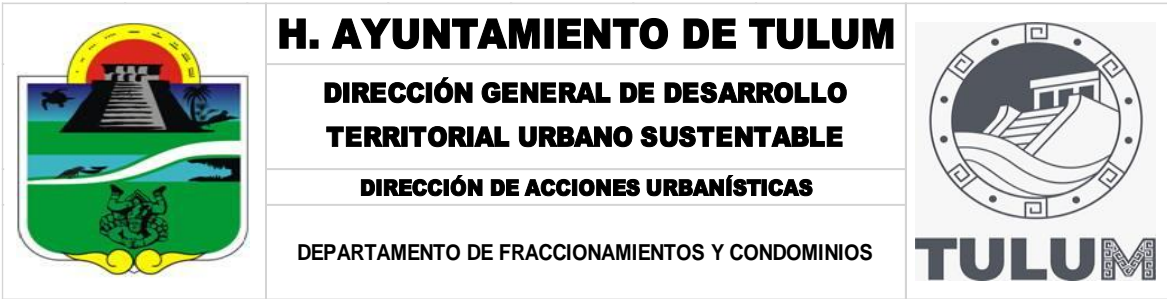 H. AYUNTAMIENTO DE TULUM
DIRECCIÓN GENERAL DE DESARROLLO
TERRITORIAL URBANO SUSTENTABLE
DIRECCIÓN DE ACCIONES URBANÍSTICAS
DEPARTAMENTO DE FRACCIONAMIENTOS Y CONDOMINIOS
TULUM